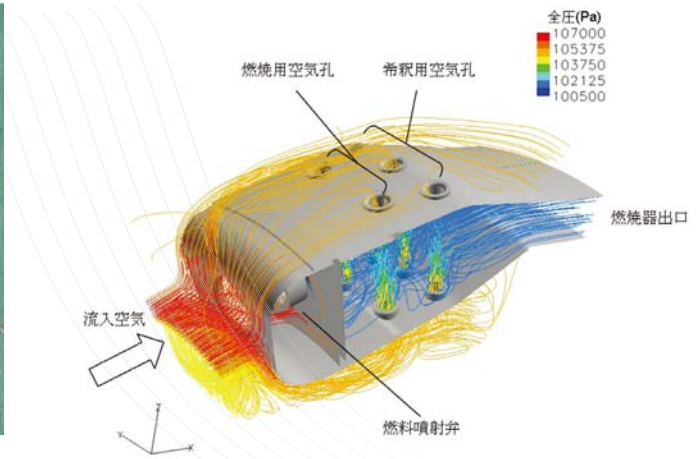 全圧(Pa)
107000
105375
103750
102125
100500
燃焼用空気孔
希釈用空気孔
燃焼器出口
流入空気
燃料噴射弁
Z
Y
X